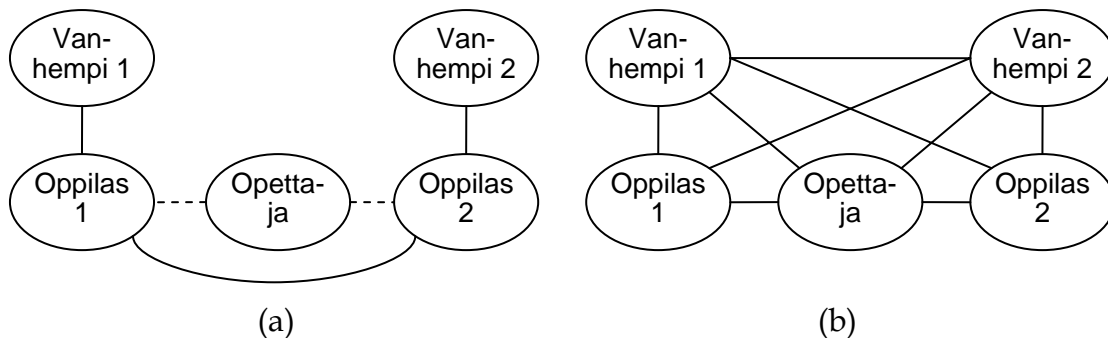 Van-
hempi 1
Van-
hempi 2
Oppilas
1
Opetta-
ja
Oppilas
2
(a)
Van-
hempi 1
Van-
hempi 2
Oppilas
1
Opetta-
ja
Oppilas
2
(b)